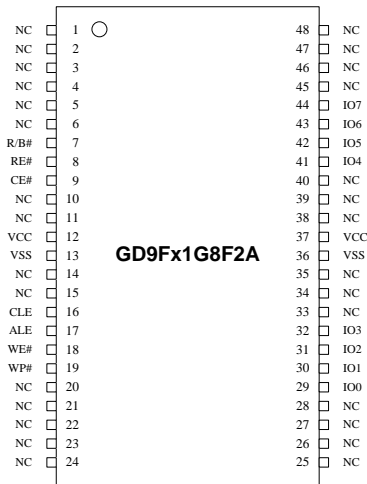 NC 1 48 NC
NC 2 47 NC
NC 3 46 NC
NC 4 45 NC
NC 5 44 IO7
NC 6 43 IO6
R/B# 7 42 IO5
RE# 8 41 IO4
CE# 9 40 NC
NC 10 39 NC
NC 11 38 NC
VCC 12 37 VCC
VSS 13 GD9Fx1G8F2A 36 VSS
NC 14 35 NC
NC 15 34 NC
CLE 16 33 NC
ALE 17 32 IO3
WE# 18 31 IO2
WP# 19 30 IO1
NC 20 29 IO0
NC 21 28 NC
NC 22 27 NC
NC 23 26 NC
NC 24 25 NC